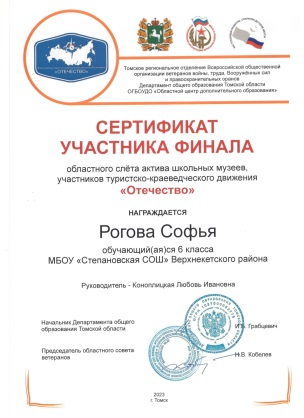 «ОТЕЧЕСТВО»
Томское региональное отделение Всероссийской общественной
организации ветеранов войны, труда, Вооружённых сил
и правоохранительных органов
Департамент общего образования Томской области
ОГБОУДО «Областной центр дополнительного образования»
СЕРТИФИКАТ
УЧАСТНИКА ФИНАЛА
областного слёта актива школьных музеев,
участников туристско-краеведческого движения
«Отечество»
НАГРАЖДАЕТСЯ
Рогова Софья
обучающий(ая)ся 6 класса
МБОУ «Степановская СОШ» Верхнекетского района
Руководитель - Коноплицкая Любовь Ивановна
Начальник Департамента общего
образования Томской области
И.Б. Грабцевич
Председатель областного совета
ветеранов
Н.В. Кобелев
2023
г. Томск